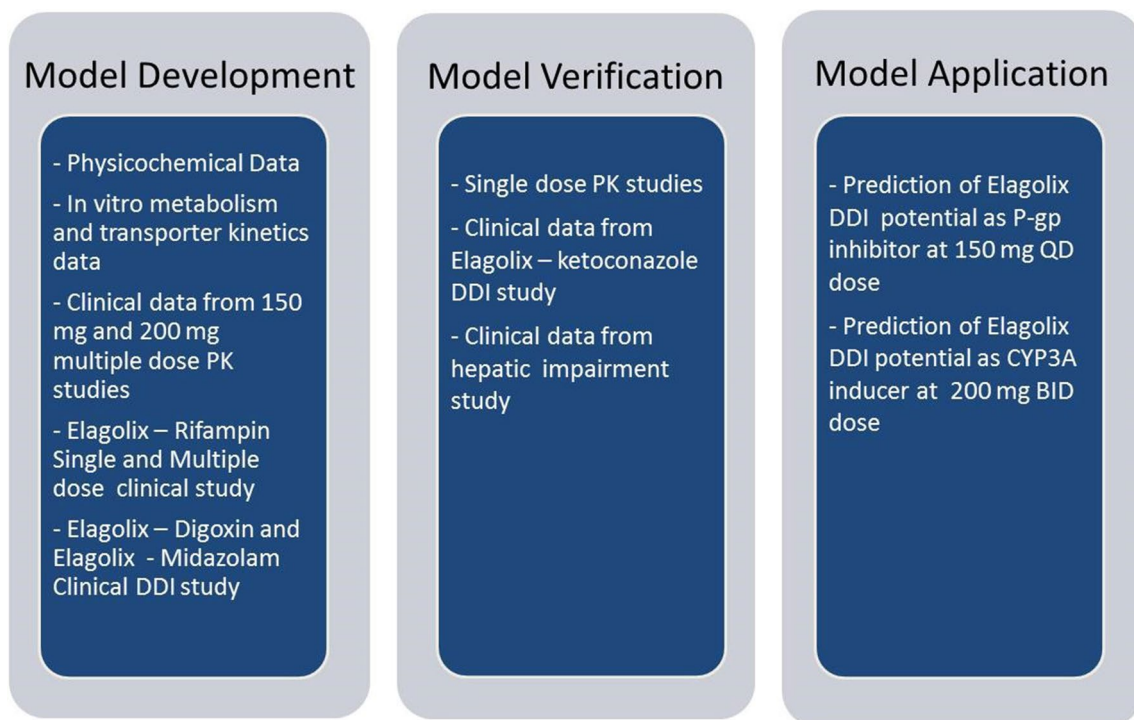 Model Development
- Physicochemical Data
- In vitro metabolism
and transporter kinetics
data
- Clinical data from 150
mg and 200 mg
multiple dose PK
studies
- Elagolix – Rifampin
Single and Multiple
dose clinical study
- Elagolix – Digoxin and
Elagolix - Midazolam
Clinical DDI study
Model Verification
- Single dose PK studies
- Clinical data from
Elagolix – ketoconazole
DDI study
- Clinical data from
hepatic impairment
study
Model Application
- Prediction of Elagolix
DDI potential as P-gp
inhibitor at 150 mg QD
dose
- Prediction of Elagolix
DDI potential as CYP3A
inducer at 200 mg BID
dose